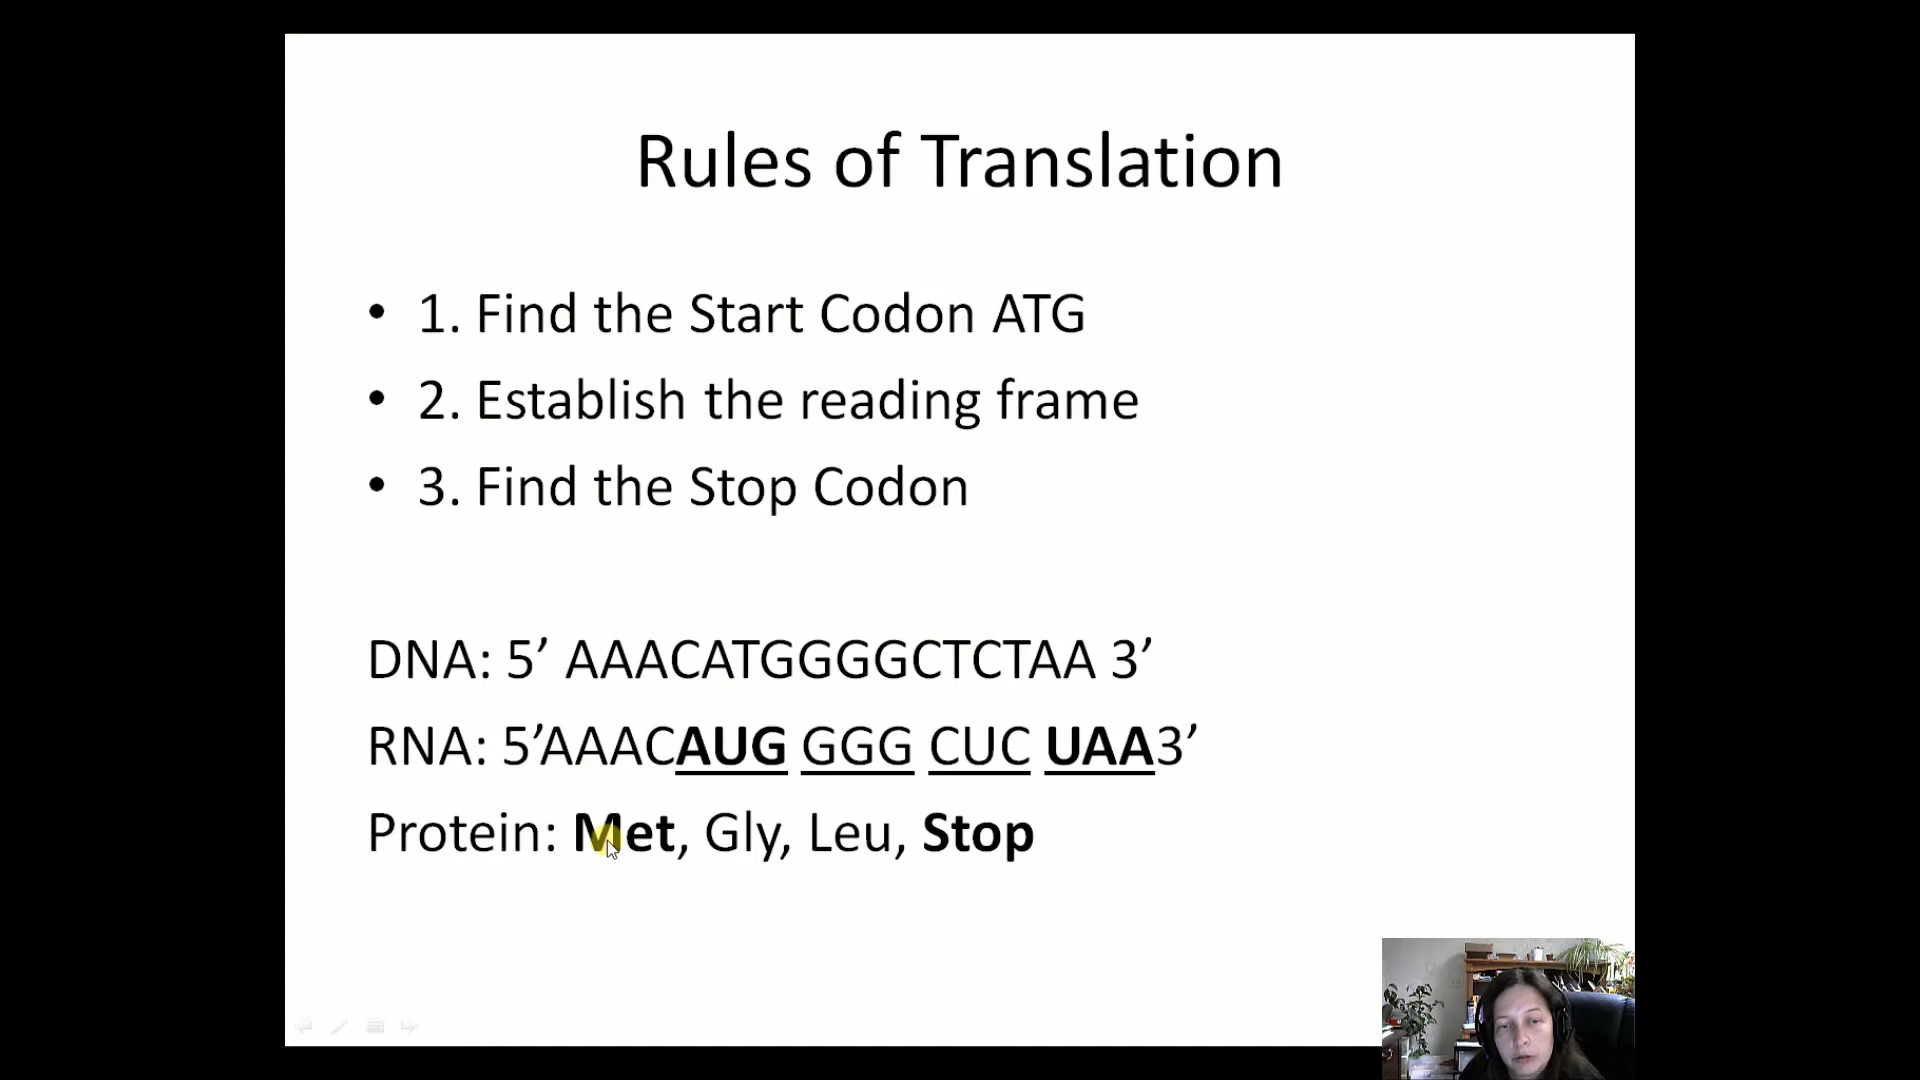 Rules of Translation
• 1. Find the Start Codon ATG
• 2. Establish the reading frame
• 3. Find the Stop Codon
DNA: 5’ AAACATGGGGCTCTAA 3’
RNA: 5’AAACAUG GGG CUC UAA3’
Protein: Met, Gly, Leu, Stop